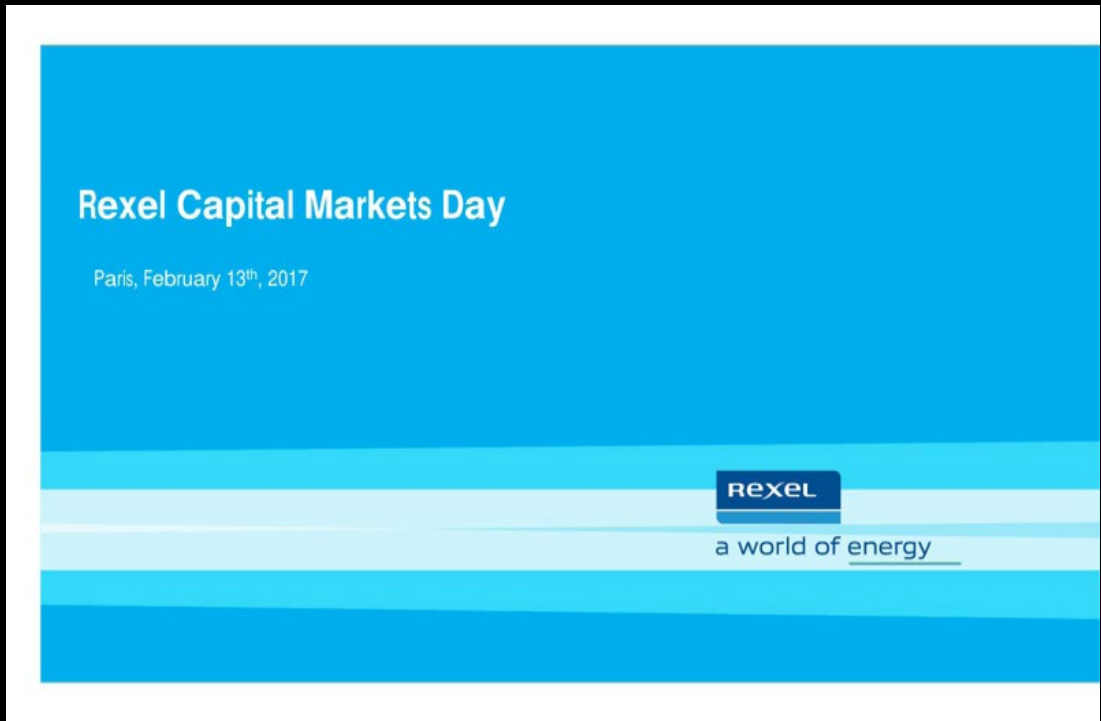 Rexel Capital Markets Day
Paris, February 13th, 2017
REXEL
a world of energy